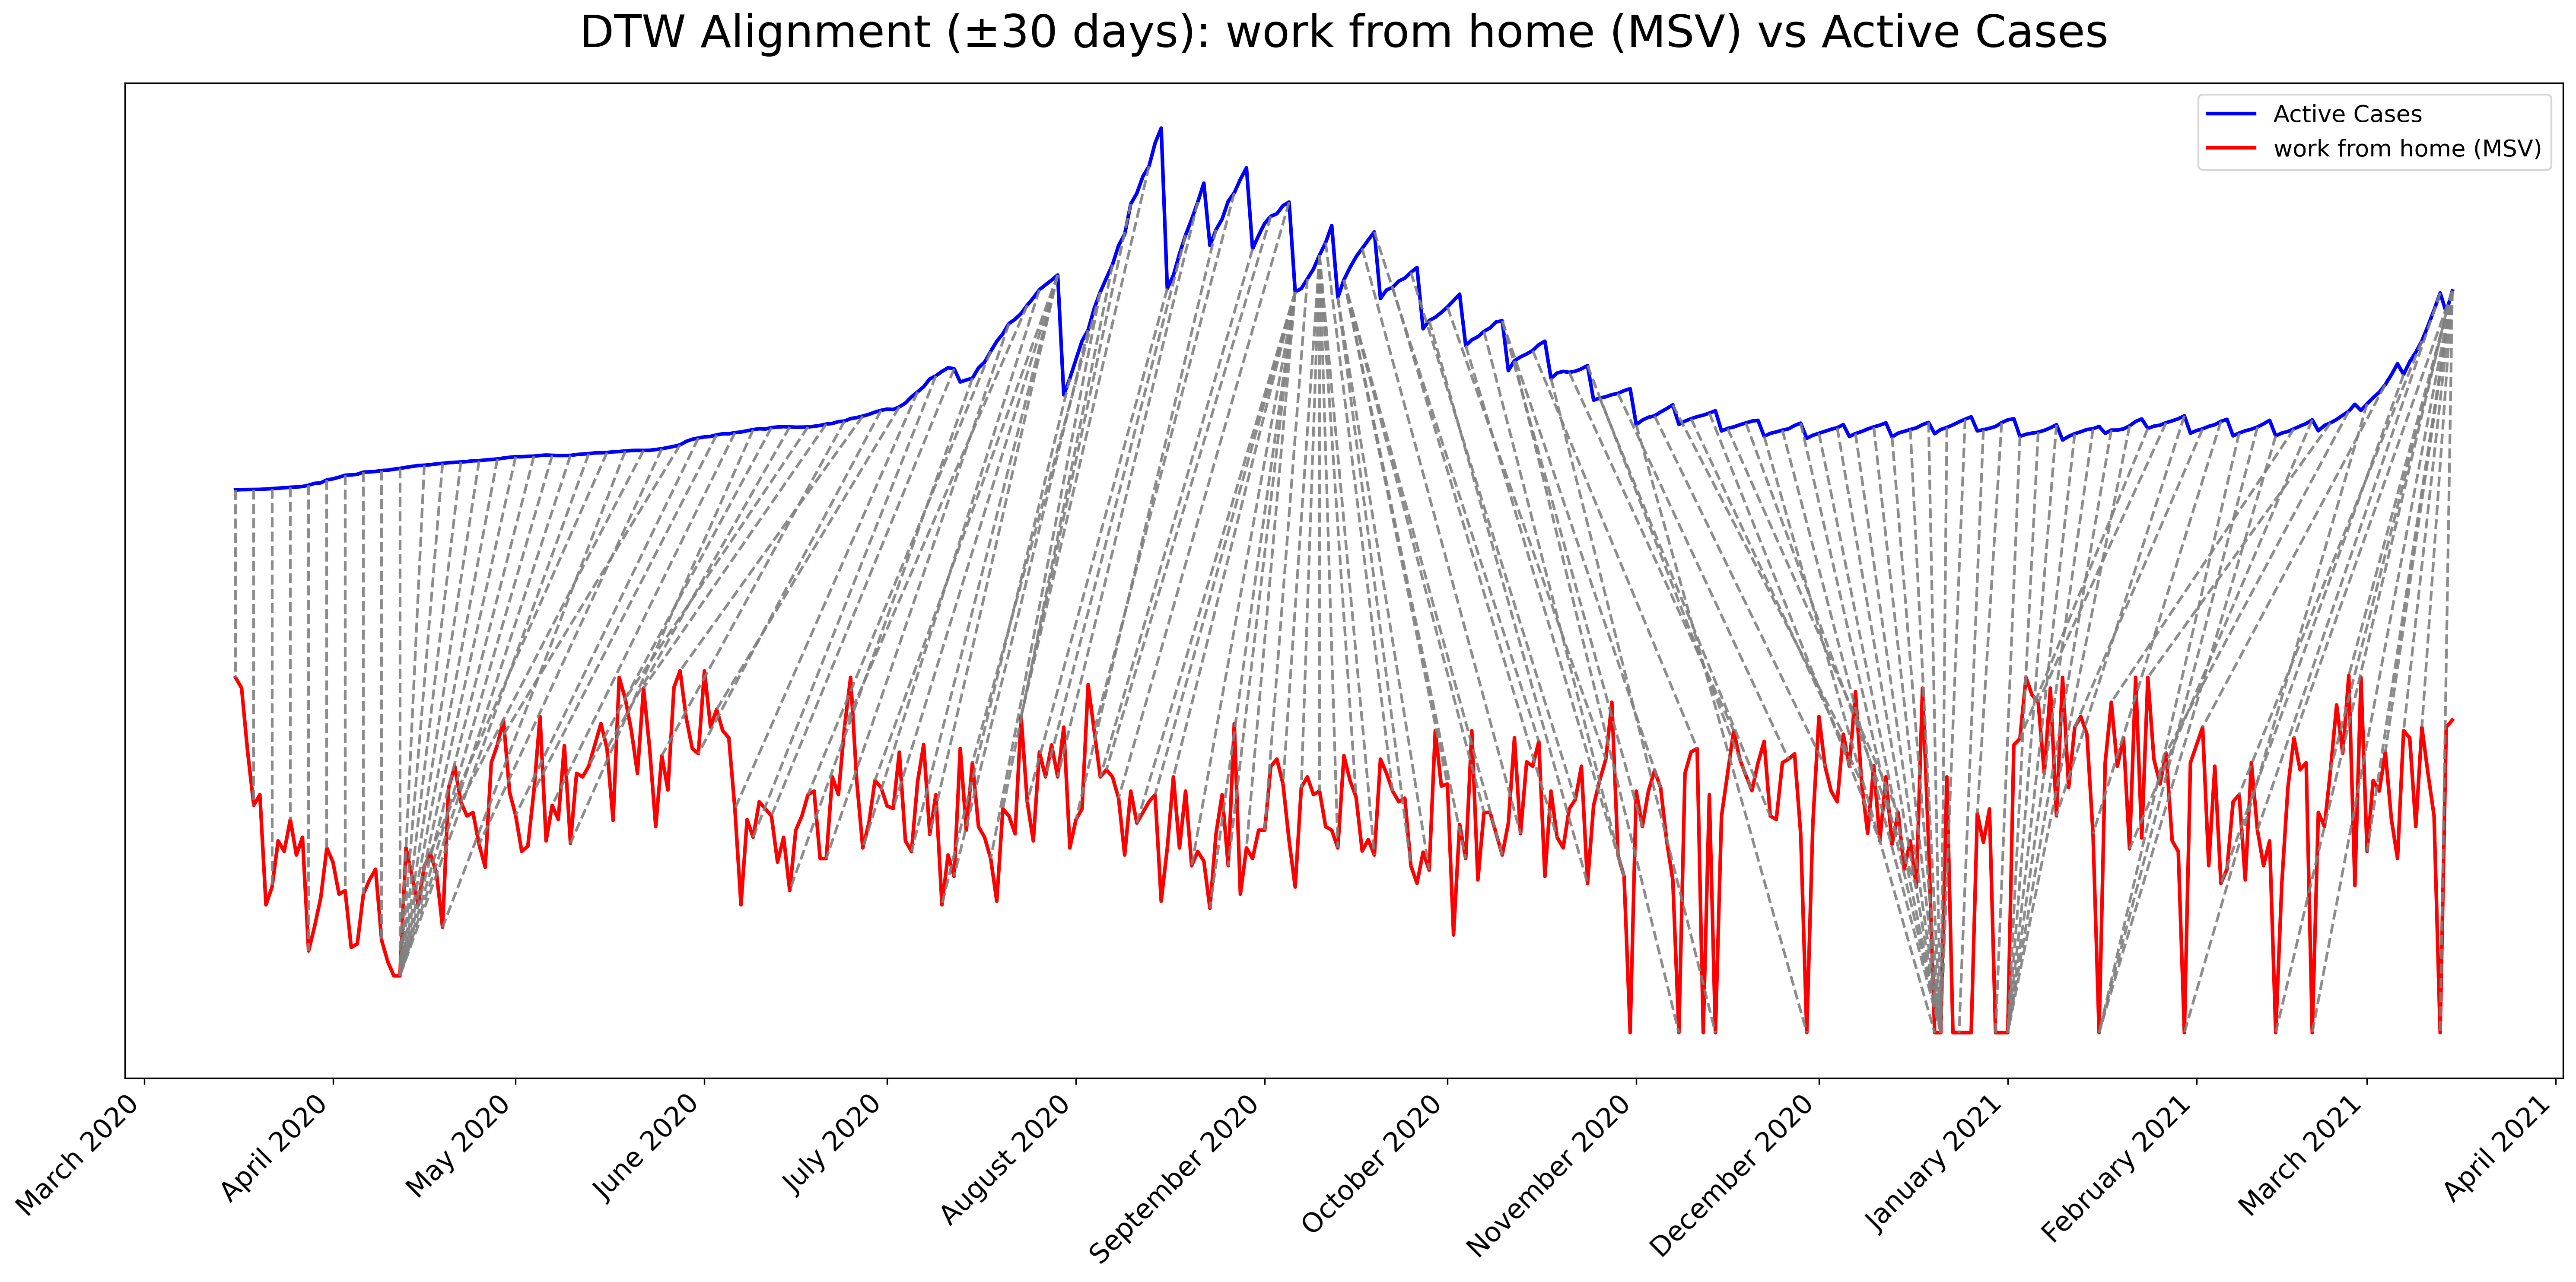 DTW Alignment (±30 days): work from home (MSV) vs Active Cases
Active Cases
work from home (MSV)
March 2020
April 2020
May 2020
June 2020
July 2020
August 2020
September 2020
October 2020
November 2020
December 2020
January 2021
February 2021
March 2021
April 2021